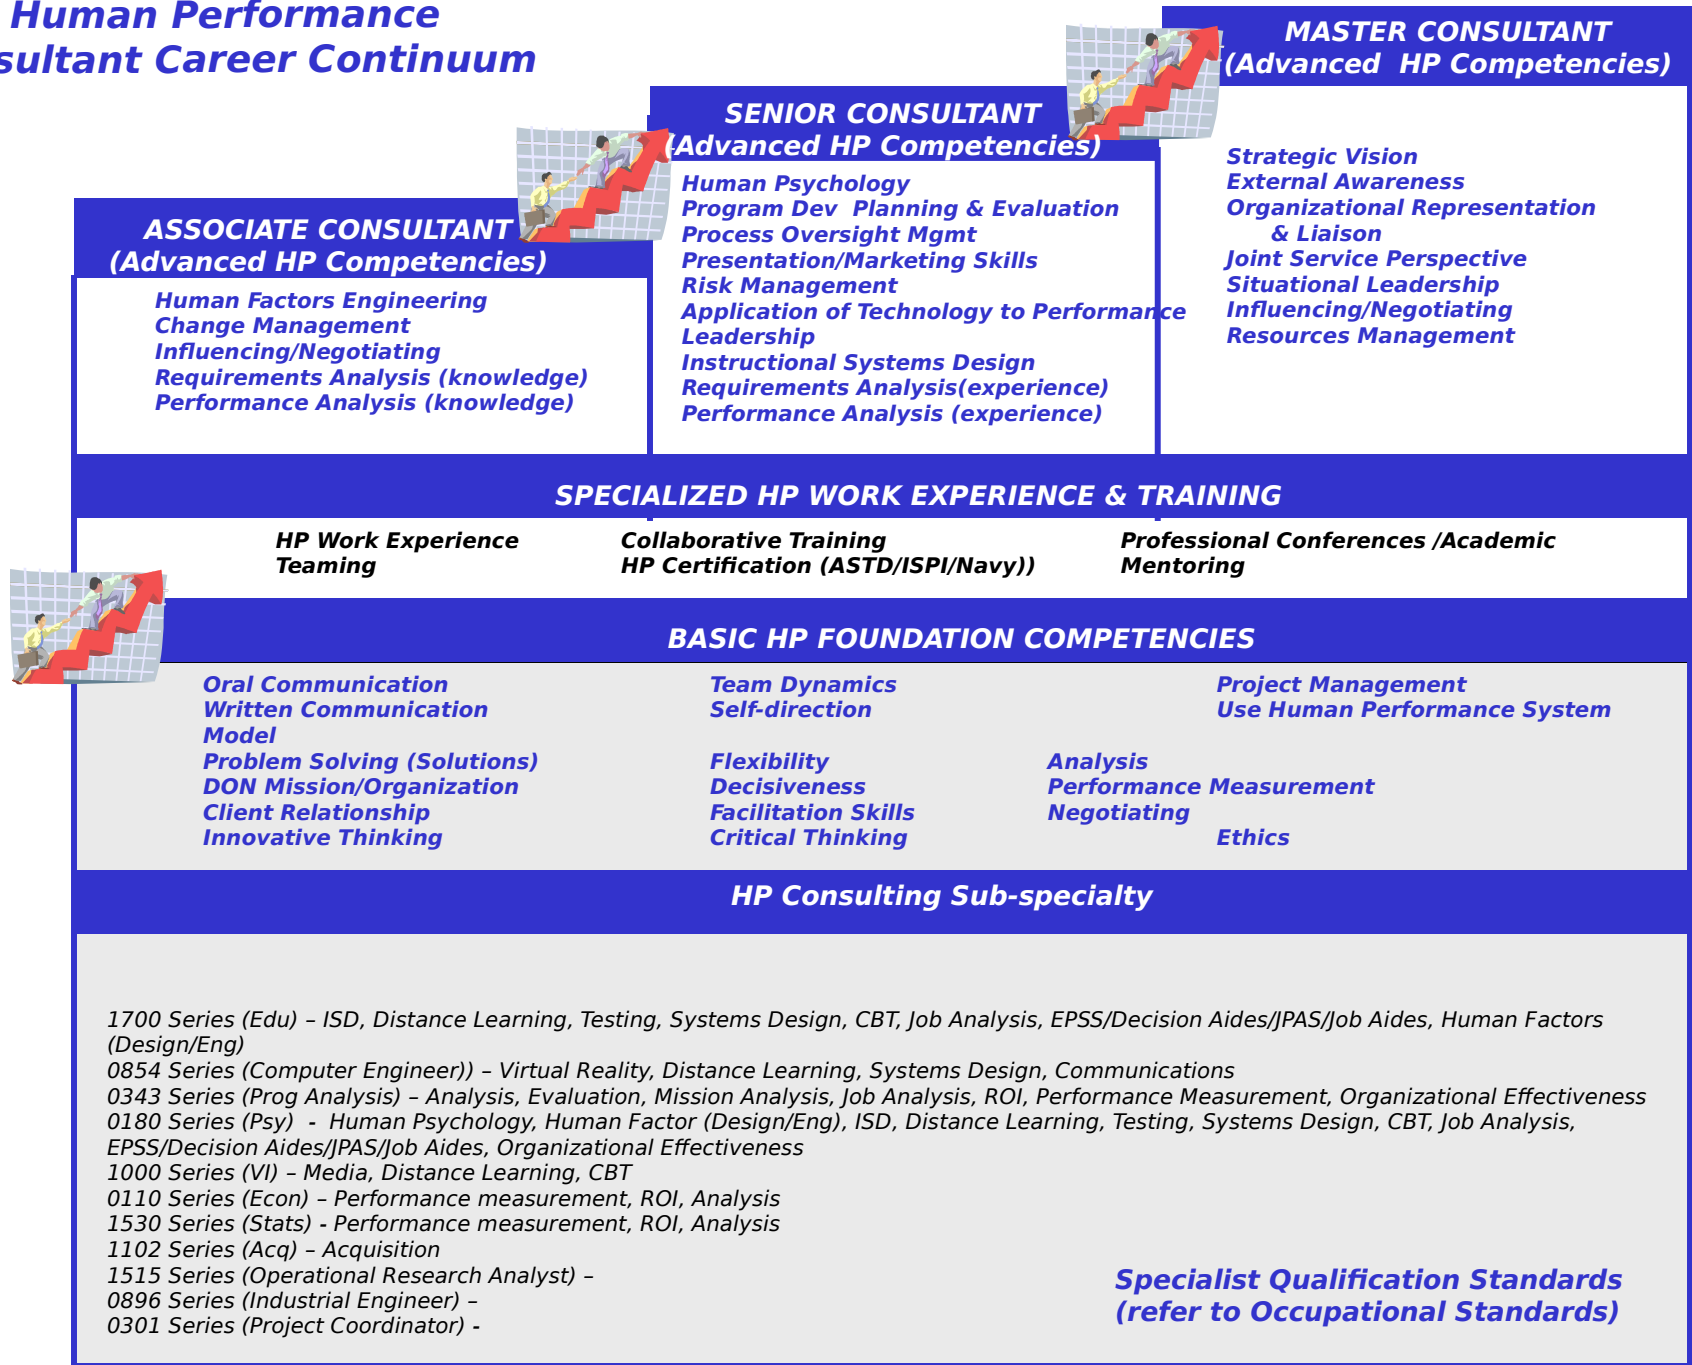 Human Performance
sultant Career Continuum
MASTER CONSULTANT
(Advanced HP Competencies)
SENIOR CONSULTANT
(Advanced HP Competencies)
ASSOCIATE CONSULTANT
(Advanced HP Competencies)
Human Factors Engineering
Change Management
Influencing/Negotiating
Requirements Analysis (knowledge)
Performance Analysis (knowledge)
Human Psychology
Program Dev Planning & Evaluation
Process Oversight Mgmt
Presentation/Marketing Skills
Risk Management
Application of Technology to Performance
Leadership
Instructional Systems Design
Requirements Analysis(experience)
Performance Analysis (experience)
Strategic Vision
External Awareness
Organizational Representation
& Liaison
Joint Service Perspective
Situational Leadership
Influencing/Negotiating
Resources Management
SPECIALIZED HP WORK EXPERIENCE & TRAINING
HP Work Experience Collaborative Training Professional Conferences /Academic
Teaming HP Certification (ASTD/ISPI/Navy)) Mentoring
BASIC HP FOUNDATION COMPETENCIES
Oral Communication Team Dynamics Project Management
Written Communication Self-direction Use Human Performance System
Model
Problem Solving (Solutions) Flexibility Analysis
DON Mission/Organization Decisiveness Performance Measurement
Client Relationship Facilitation Skills Negotiating
Innovative Thinking Critical Thinking Ethics
HP Consulting Sub-specialty
1700 Series (Edu) – ISD, Distance Learning, Testing, Systems Design, CBT, Job Analysis, EPSS/Decision Aides/JPAS/Job Aides, Human Factors
(Design/Eng)
0854 Series (Computer Engineer)) – Virtual Reality, Distance Learning, Systems Design, Communications
0343 Series (Prog Analysis) – Analysis, Evaluation, Mission Analysis, Job Analysis, ROI, Performance Measurement, Organizational Effectiveness
0180 Series (Psy) - Human Psychology, Human Factor (Design/Eng), ISD, Distance Learning, Testing, Systems Design, CBT, Job Analysis,
EPSS/Decision Aides/JPAS/Job Aides, Organizational Effectiveness
1000 Series (VI) – Media, Distance Learning, CBT
0110 Series (Econ) – Performance measurement, ROI, Analysis
1530 Series (Stats) - Performance measurement, ROI, Analysis
1102 Series (Acq) – Acquisition
1515 Series (Operational Research Analyst) –
0896 Series (Industrial Engineer) –
0301 Series (Project Coordinator) -
Specialist Qualification Standards
(refer to Occupational Standards)